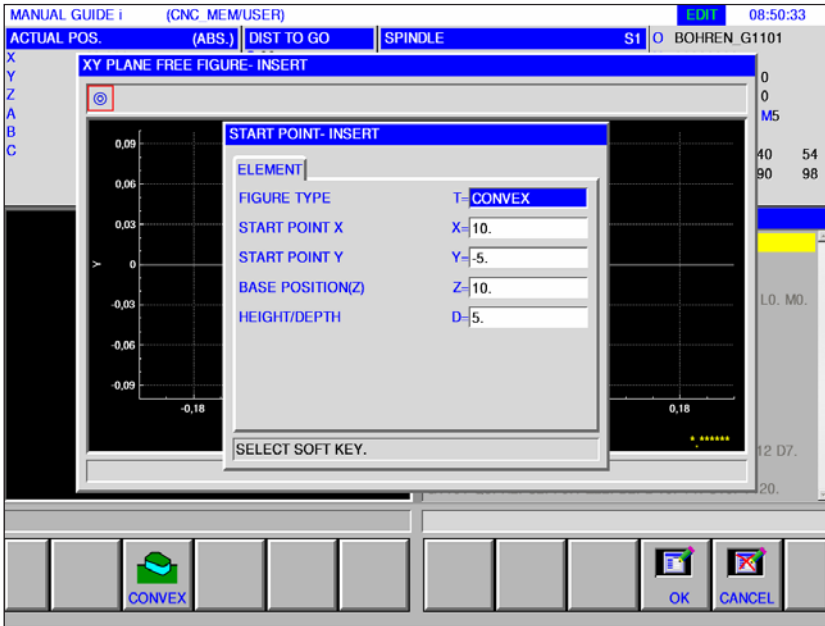 MANUAL GUIDE i (CNC_MEM/USER) EDIT 08:50:33
ACTUAL POS. (ABS.) DIST TO GO SPINDLE S1 O BOHREN_G1101
X
Y
Z
A
B
C
XY PLANE FREE FIGURE- INSERT
0
0
M5
40 54
90 98
START POINT- INSERT
ELEMENT
FIGURE TYPE T= CONVEX
START POINT X X= 10.
START POINT Y Y= -5.
BASE POSITION(Z) Z= 10.
HEIGHT/DEPTH D= 5.
SELECT SOFT KEY.
0,09
0,06
0,03
Y 0
-0,03
-0,06
-0,09
-0,18 0,18
*.******
L0. M0.
12 D7.
20.
CONVEX OK CANCEL